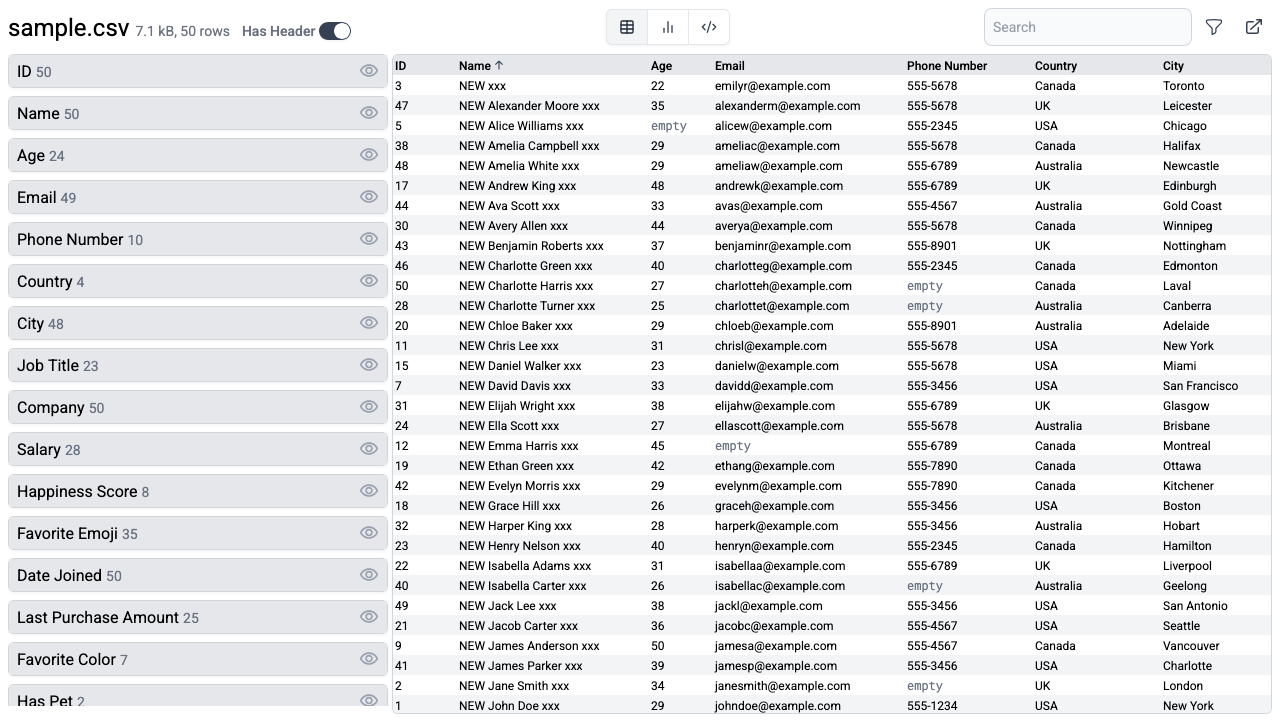 sample.csv 7.1 kB, 50 rows Has Header
Search
ID 50
Name 50
Age 24
Email 49
Phone Number 10
Country 4
City 48
Job Title 23
Company 50
Salary 28
Happiness Score 8
Favorite Emoji 35
Date Joined 50
Last Purchase Amount 25
Favorite Color 7
Has Pet 2
ID Name ↑ Age Email Phone Number Country City
3 NEW xxx 22 emilyr@example.com 555-5678 Canada Toronto
47 NEW Alexander Moore xxx 35 alexanderm@example.com 555-5678 UK Leicester
5 NEW Alice Williams xxx empty alicew@example.com 555-2345 USA Chicago
38 NEW Amelia Campbell xxx 29 ameliac@example.com 555-5678 Canada Halifax
48 NEW Amelia White xxx 29 ameliaw@example.com 555-6789 Australia Newcastle
17 NEW Andrew King xxx 48 andrewk@example.com 555-6789 UK Edinburgh
44 NEW Ava Scott xxx 33 avas@example.com 555-4567 Australia Gold Coast
30 NEW Avery Allen xxx 44 averya@example.com 555-5678 Canada Winnipeg
43 NEW Benjamin Roberts xxx 37 benjaminr@example.com 555-8901 UK Nottingham
46 NEW Charlotte Green xxx 40 charlotteg@example.com 555-2345 Canada Edmonton
50 NEW Charlotte Harris xxx 27 charlotteh@example.com empty Canada Laval
28 NEW Charlotte Turner xxx 25 charlottet@example.com empty Australia Canberra
20 NEW Chloe Baker xxx 29 chloeb@example.com 555-8901 Australia Adelaide
11 NEW Chris Lee xxx 31 chrisl@example.com 555-5678 USA New York
15 NEW Daniel Walker xxx 23 danielw@example.com 555-5678 USA Miami
7 NEW David Davis xxx 33 davidd@example.com 555-3456 USA San Francisco
31 NEW Elijah Wright xxx 38 elijahw@example.com 555-6789 UK Glasgow
24 NEW Ella Scott xxx 27 ellascott@example.com 555-5678 Australia Brisbane
12 NEW Emma Harris xxx 45 empty 555-6789 Canada Montreal
19 NEW Ethan Green xxx 42 ethang@example.com 555-7890 Canada Ottawa
42 NEW Evelyn Morris xxx 29 evelynm@example.com 555-7890 Canada Kitchener
18 NEW Grace Hill xxx 26 graceh@example.com 555-3456 USA Boston
32 NEW Harper King xxx 28 harperk@example.com 555-3456 Australia Hobart
23 NEW Henry Nelson xxx 40 henryn@example.com 555-2345 Canada Hamilton
22 NEW Isabella Adams xxx 31 isabellaa@example.com 555-6789 UK Liverpool
40 NEW Isabella Carter xxx 26 isabellac@example.com empty Australia Geelong
49 NEW Jack Lee xxx 38 jackl@example.com 555-3456 USA San Antonio
21 NEW Jacob Carter xxx 36 jacobc@example.com 555-4567 USA Seattle
9 NEW James Anderson xxx 50 jamesa@example.com 555-4567 Canada Vancouver
41 NEW James Parker xxx 39 jamesp@example.com 555-3456 USA Charlotte
2 NEW Jane Smith xxx 34 janesmith@example.com empty UK London
1 NEW John Doe xxx 29 johndoe@example.com 555-1234 USA New York